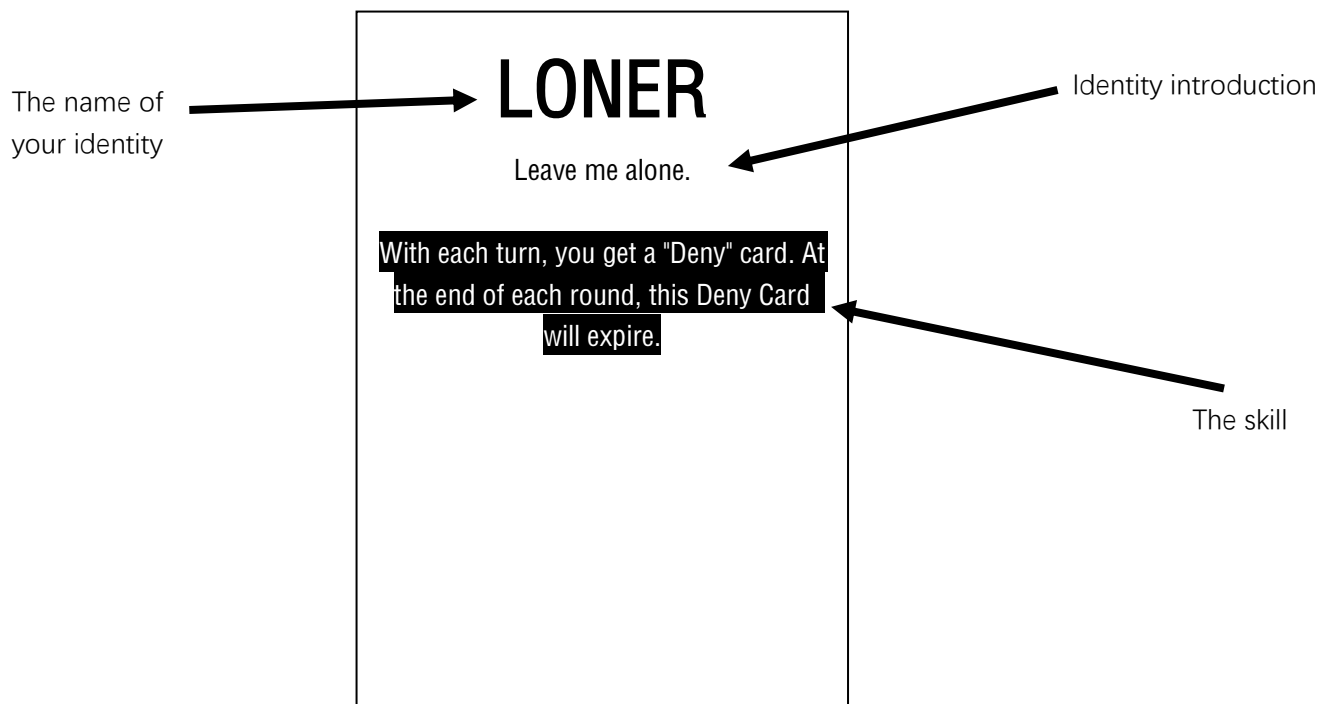 LONER
Identity introduction
The name of
your identity
Leave me alone.
With each turn, you get a "Deny" card. At
the end of each round, this Deny Card
will expire.
The skill